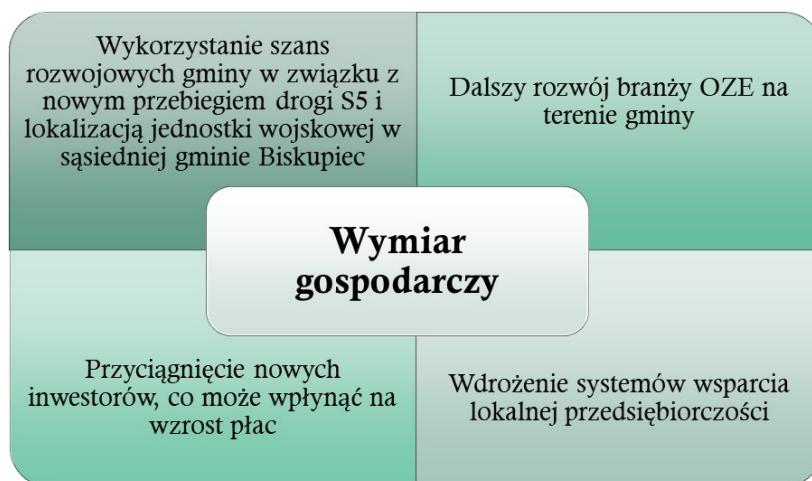 Wykorzystanie szans
rozwojowych gminy w związku z
nowym przebiegiem drogi S5 i
lokalizacją jednostki wojskowej w
sąsiedniej gminie Biskupiec
Dalszy rozwój branży OZE na
terenie gminy
Wymiar
gospodarczy
Przyciągnięcie nowych
inwestorów, co może wpłynąć na
wzrost płac
Wdrożenie systemów wsparcia
lokalnej przedsiębiorczości